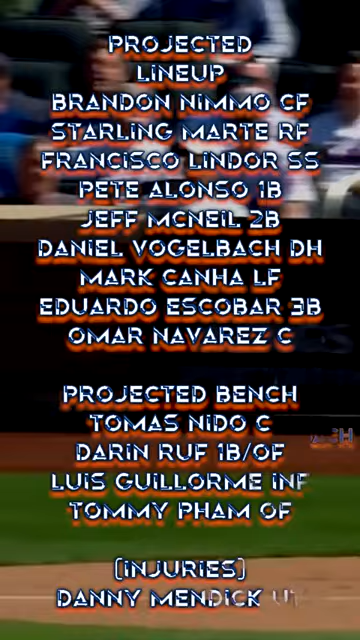 PROJECTED
LINEUP
BRANDON NIMMO CF
STARLING MARTE RF
FRANCISCO LINDOR SS
PETE ALONSO 1B
JEFF MCNEIL 2B
DANIEL VOGELBACH DH
MARK CANHA LF
EDUARDO ESCOBAR 3B
OMAR NAVAREZ C
PROJECTED BENCH
TOMAS NIDO C
DARIN RUF 1B/OF
LUIS GUILLORME INF
TOMMY PHAM OF
(INJURIES)
DANNY MENDICK